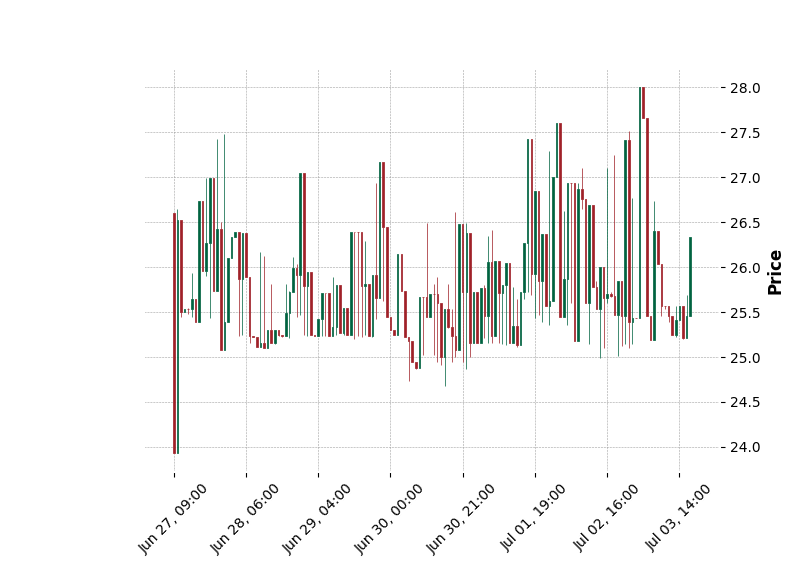 28.0
27.5
27.0
26.5
26.0
25.5
25.0
24.5
24.0
Price
Jun 27, 09:00
Jun 28, 06:00
Jun 29, 04:00
Jun 30, 00:00
Jun 30, 21:00
Jul 01, 19:00
Jul 02, 16:00
Jul 03, 14:00